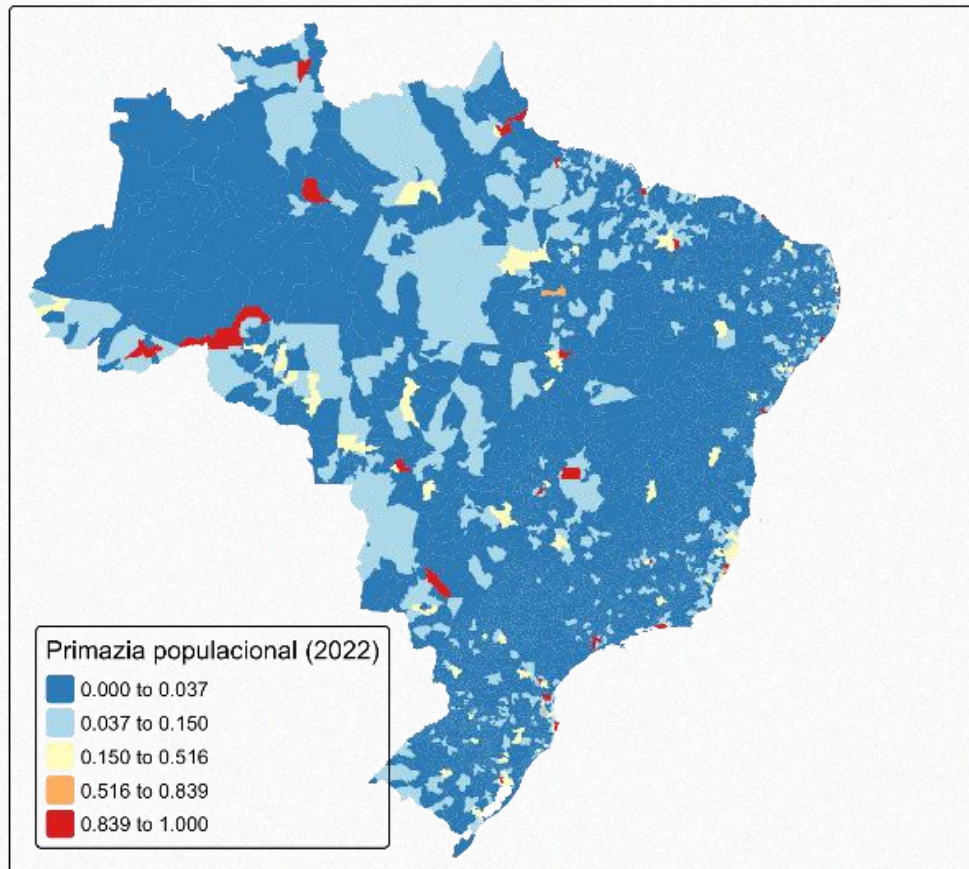 Primazia populacional (2022)
0.000 to 0.037
0.037 to 0.150
0.150 to 0.516
0.516 to 0.839
0.839 to 1.000